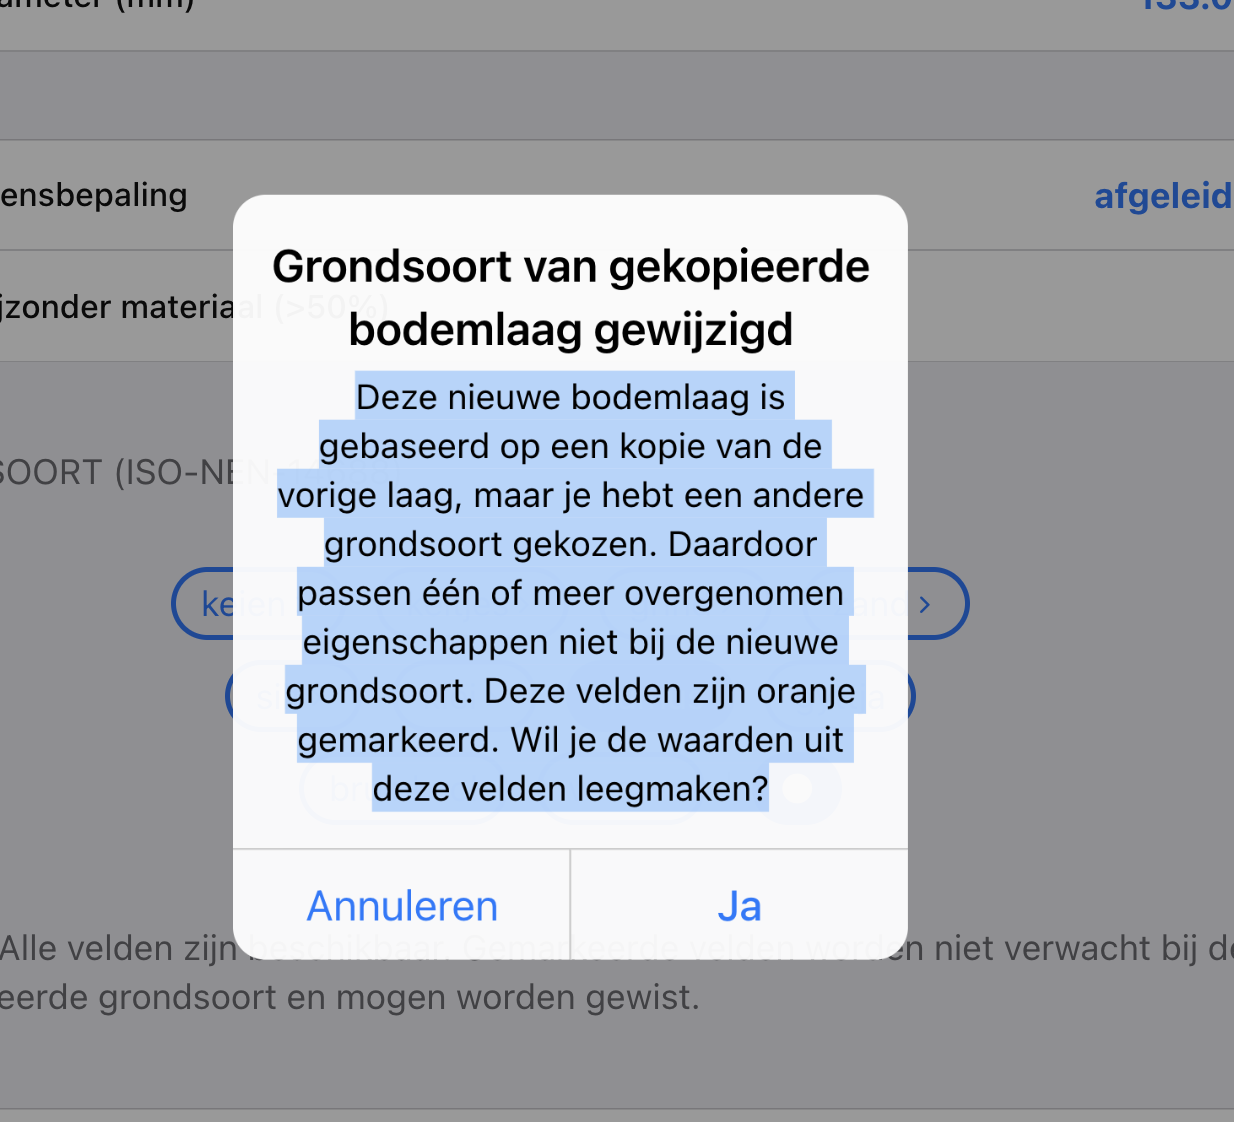 (mm)
ensbepaling
afgeleid
jzonder materiaal (>50%)
Grondsoort van gekopieerde
bodemlaag gewijzigd
Deze nieuwe bodemlaag is
gebaseerd op een kopie van de
vorige laag, maar je hebt een andere
grondsoort gekozen. Daardoor
passen één of meer overgenomen
eigenschappen niet bij de nieuwe
grondsoort. Deze velden zijn oranje
gemarkeerd. Wil je de waarden uit
deze velden leegmaken?
SOORT (ISO-NEN
keien
Annuleren
Ja
Alle velden zijn beschikbaar. Gemarkeerde velden worden niet verwacht bij de
eerde grondsoort en mogen worden gewist.